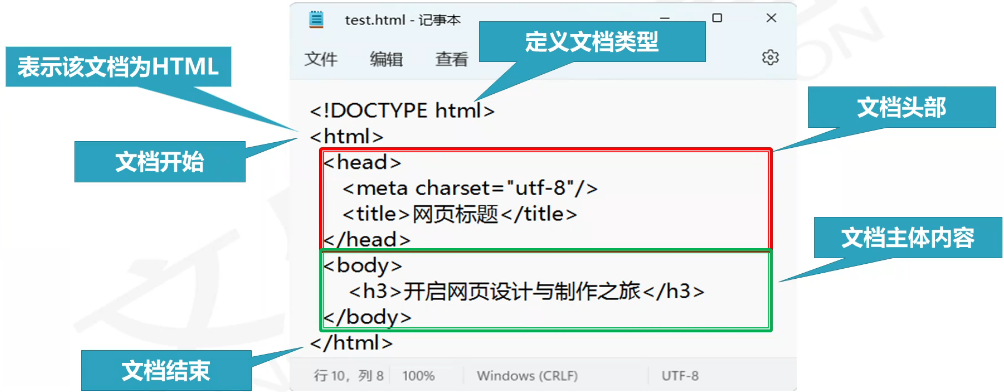 test.html - 记事本
定义文档类型
文件 编辑 查看
表示该文档为HTML
<!DOCTYPE html>
文档头部
<html>
文档开始
<head>
<meta charset="utf-8"/>
<title>网页标题</title>
</head>
文档主体内容
<body>
<h3>开启网页设计与制作之旅</h3>
</body>
</html>
文档结束
行 10，列 8 100% Windows (CRLF) UTF-8